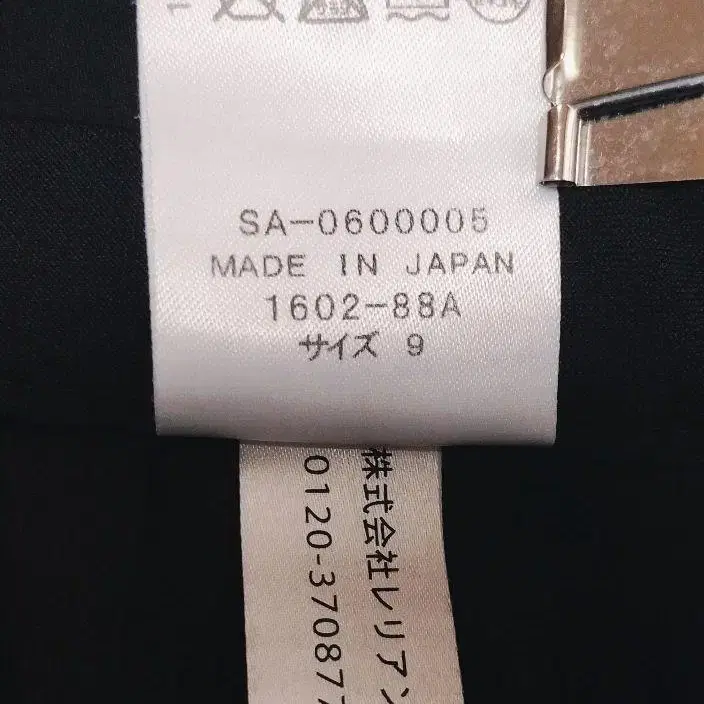 SA-0600005
MADE IN JAPAN
1602-88A
サイズ 9
株式会社レリアン
0120-370877